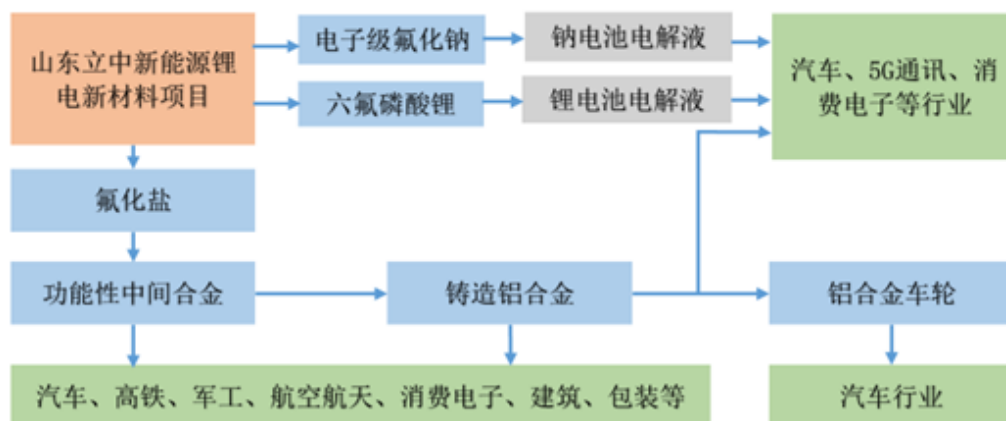 山东立中新能源锂
电新材料项目
电子级氟化钠
钠电池电解液
六氟磷酸锂
锂电池电解液
汽车、5G通讯、消
费电子等行业
氟化盐
功能性中间合金
铸造铝合金
铝合金车轮
汽车、高铁、军工、航空航天、消费电子、建筑、包装等
汽车行业